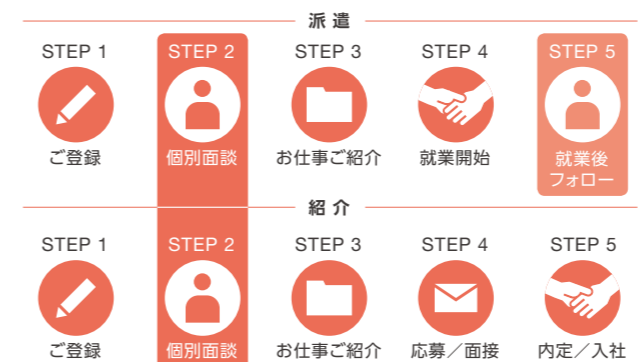 派遣
STEP 1
STEP 2
STEP 3
STEP 4
STEP 5
ご登録
個別面談
お仕事ご紹介
就業開始
就業後
フォロー
紹介
STEP 1
STEP 2
STEP 3
STEP 4
STEP 5
ご登録
個別面談
お仕事ご紹介
応募／面接
内定／入社